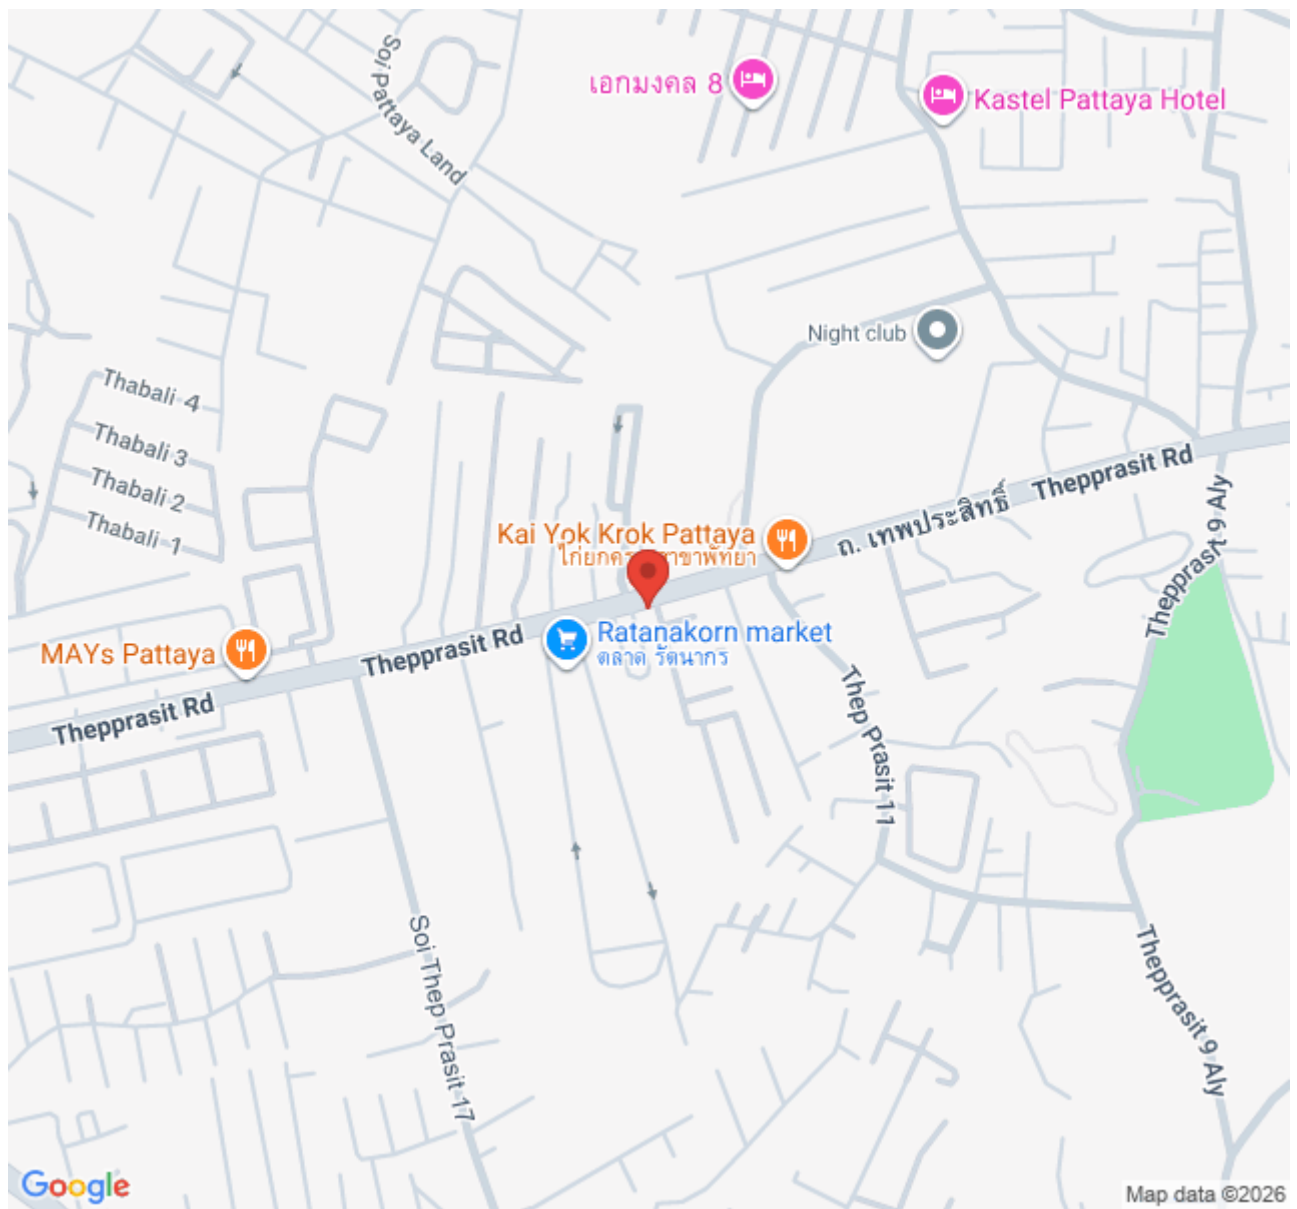 Soi Pattaya Land
เอกมงคล 8
Kastel Pattaya Hotel
Night club
Thabali 4
Thabali 3
Thabali 2
Thabali 1
Thepprasit Rd
ถ. เทพประสิทธิ์
Thepprasit 9 Aly
Kai Yok Krok Pattaya
MAYs Pattaya
Thepprasit Rd
Ratanakorn market
ตลาด รัตนากร
Thepprasit Rd
Thep Prasit 11
Soi Thep Prasit 17
Thepprasit 9 Aly
Google
Map data ©2026